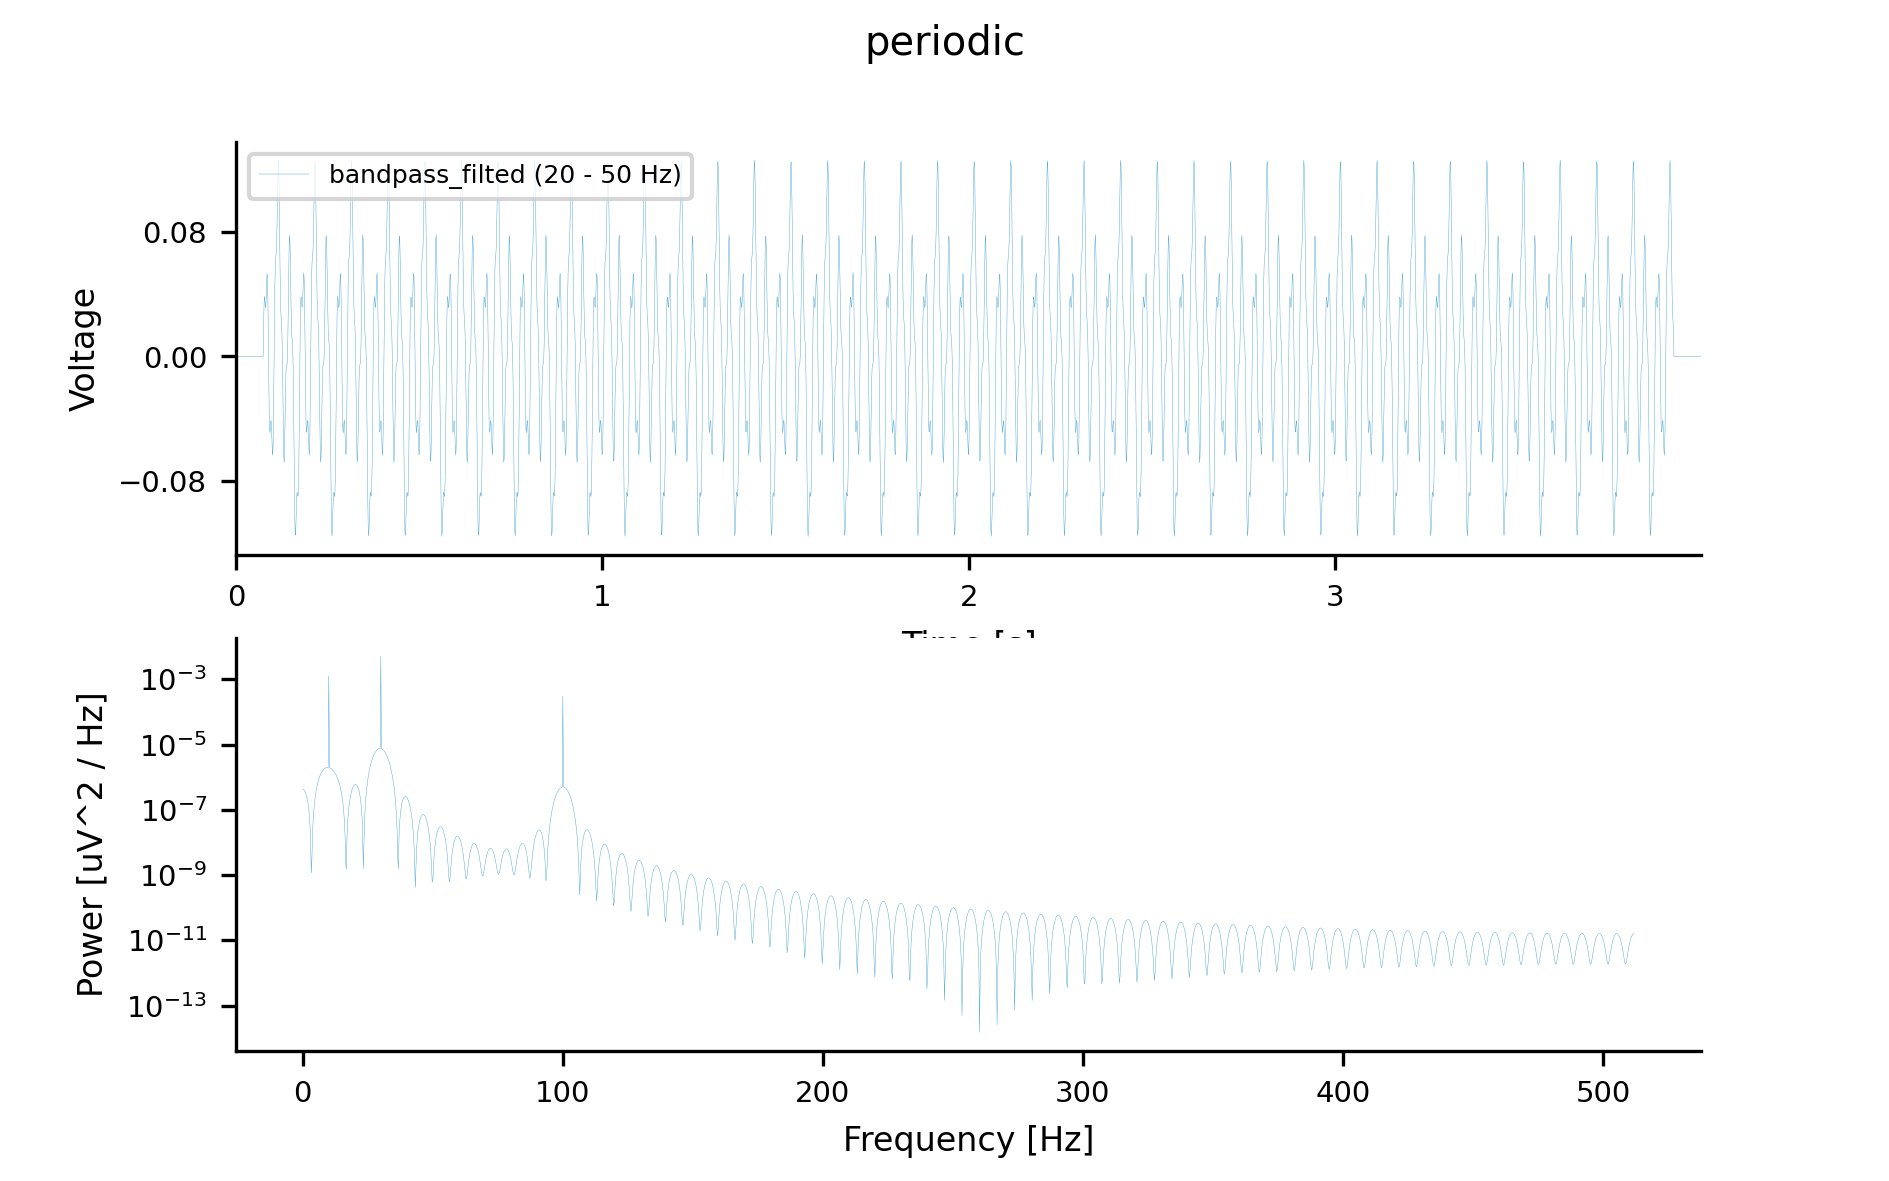 periodic
bandpass_filted (20 - 50 Hz)
Voltage
0.08
0.00
−0.08
0 1 2 3
Time [s]
Power [uV^2 / Hz]
10⁻³
10⁻⁵
10⁻⁷
10⁻⁹
10⁻¹¹
10⁻¹³
0 100 200 300 400 500
Frequency [Hz]